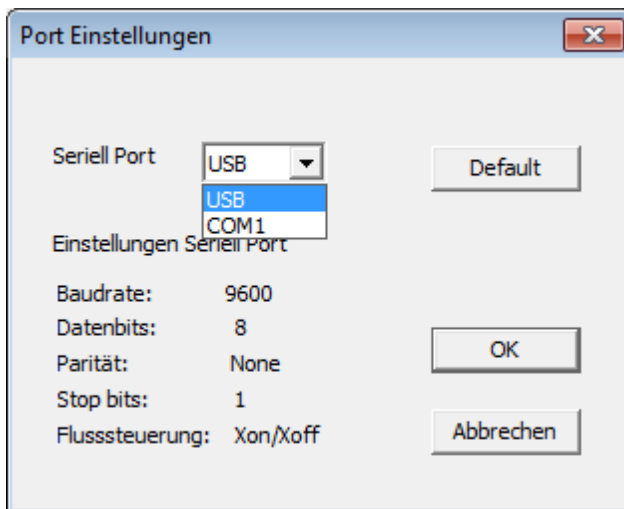 Port Einstellungen
Seriell Port USB Default
USB
COM1
Einstellungen Seriell Port
Baudrate: 9600
Datenbits: 8
Parität: None
OK
Stop bits: 1
Flusssteuerung: Xon/Xoff
Abbrechen